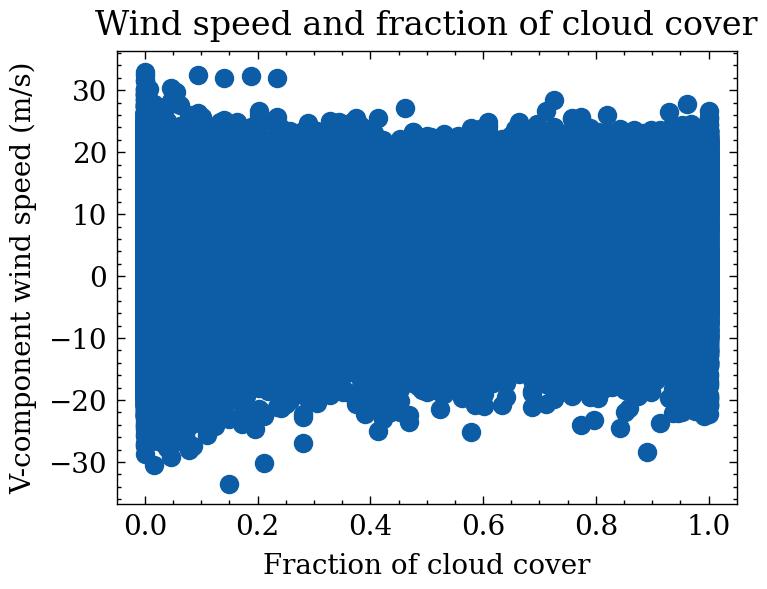 Wind speed and fraction of cloud cover
V-component wind speed (m/s)
30
20
10
0
−10
−20
−30
0.0 0.2 0.4 0.6 0.8 1.0
Fraction of cloud cover